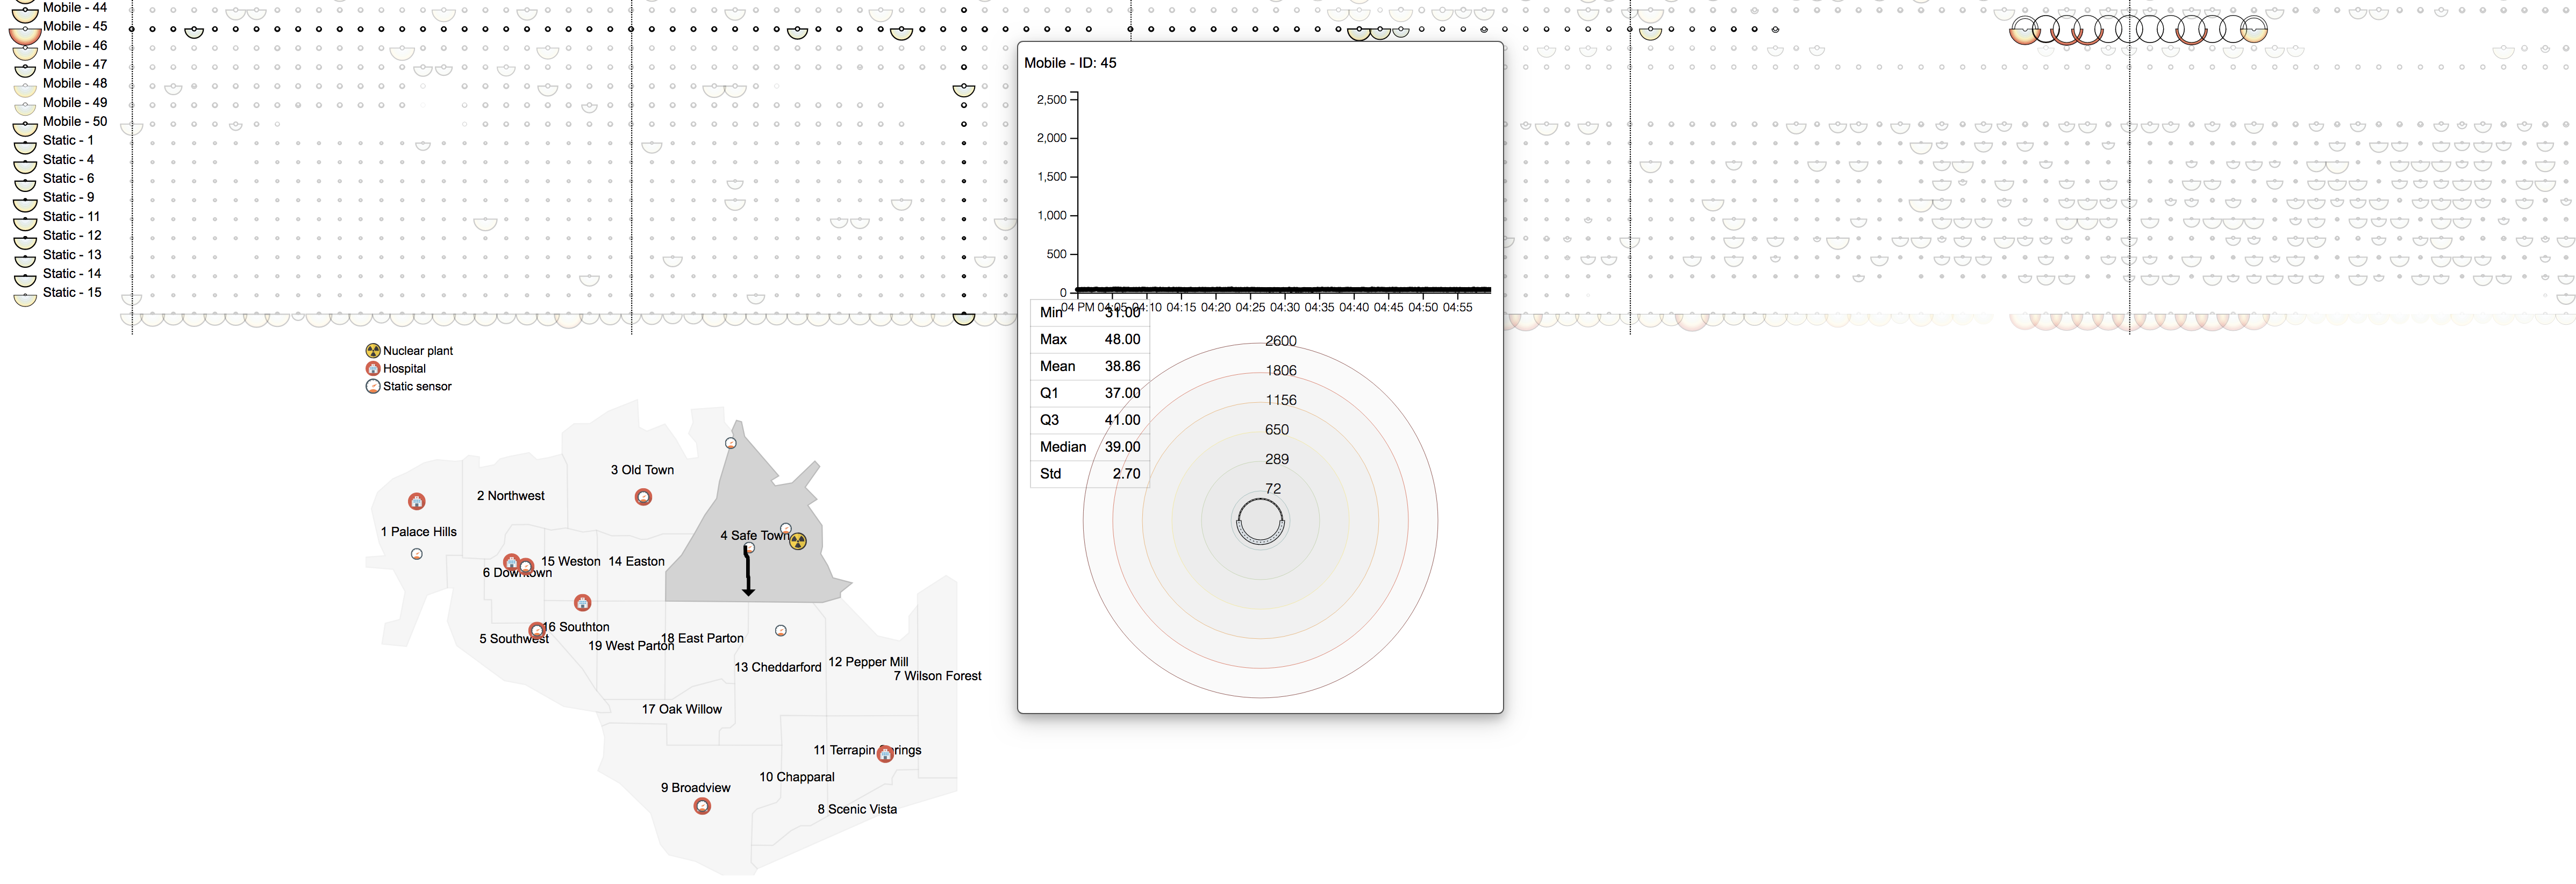 Mobile - 44
Mobile - 45
Mobile - 46
Mobile - 47
Mobile - 48
Mobile - 49
Mobile - 50
Static - 1
Static - 4
Static - 6
Static - 9
Static - 11
Static - 12
Static - 13
Static - 14
Static - 15
Mobile - ID: 45
2,500
2,000
1,500
1,000
500
0
04 PM 04:05 04:10 04:15 04:20 04:25 04:30 04:35 04:40 04:45 04:50 04:55
Min 31.00
Max 48.00
Mean 38.86
Q1 37.00
Q3 41.00
Median 39.00
Std 2.70
2600
1806
1156
650
289
72
Nuclear plant
Hospital
Static sensor
3 Old Town
2 Northwest
1 Palace Hills
4 Safe Town
15 Weston
14 Easton
6 Downtown
16 Southton
5 Southwest
18 East Parton
19 West Parton
13 Cheddarford
12 Pepper Mill
7 Wilson Forest
17 Oak Willow
11 Terrapin Springs
10 Chapparal
9 Broadview
8 Scenic Vista